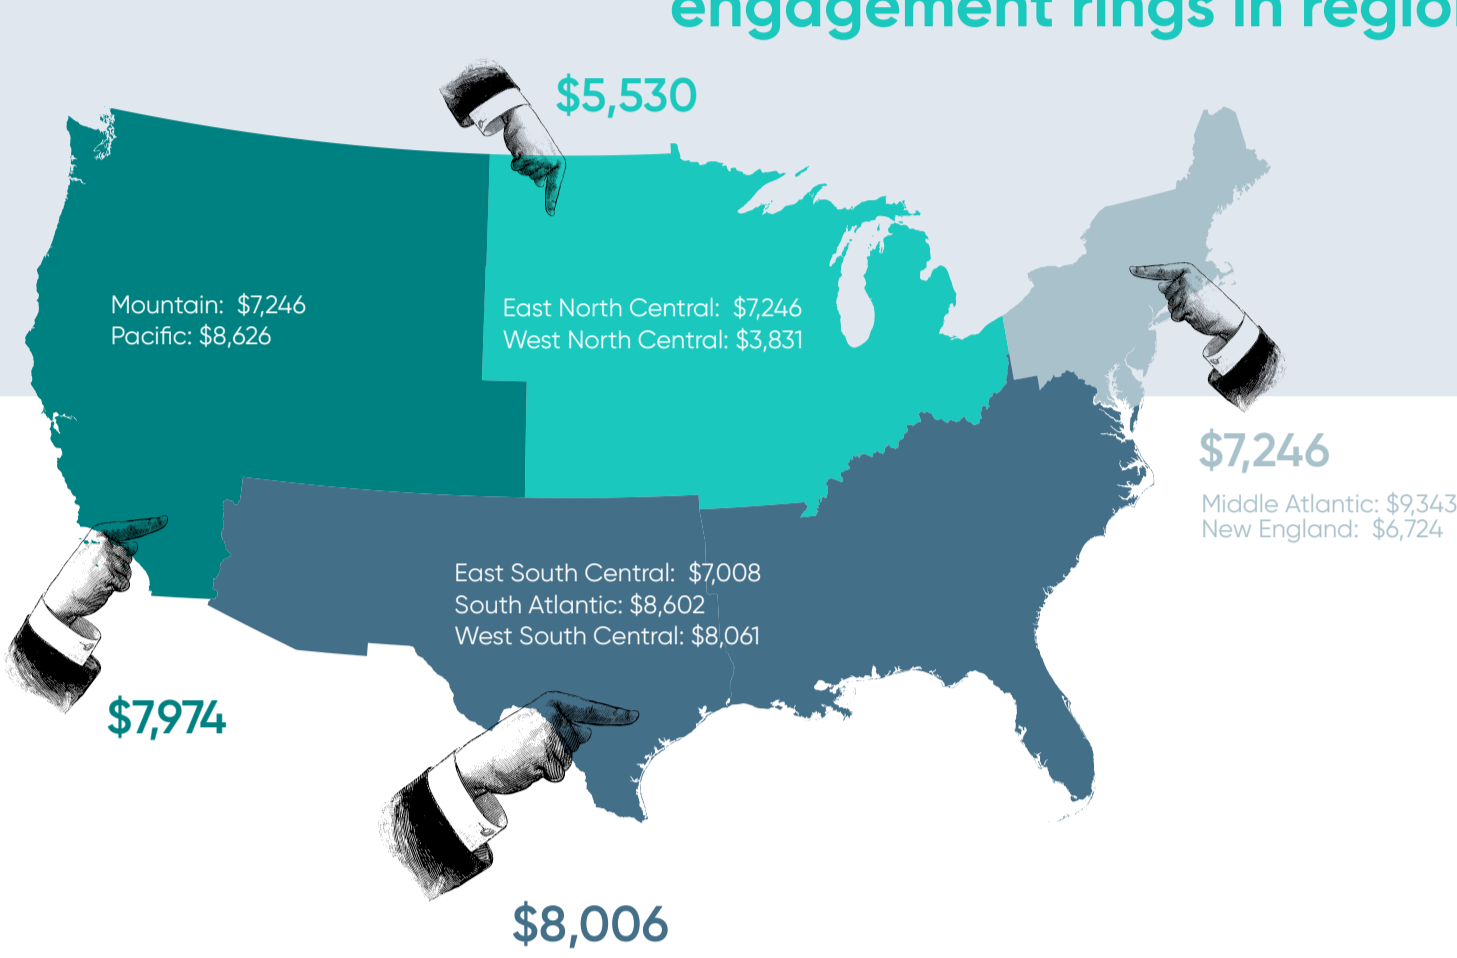 engagement rings in
$5,530
Mountain: $7,246
Pacific: $8,626
East North Central: $7,246
West North Central: $3,831
$7,246
Middle Atlantic: $9,343
New England: $6,724
East South Central: $7,008
South Atlantic: $8,602
West South Central: $8,061
$7,974
$8,006